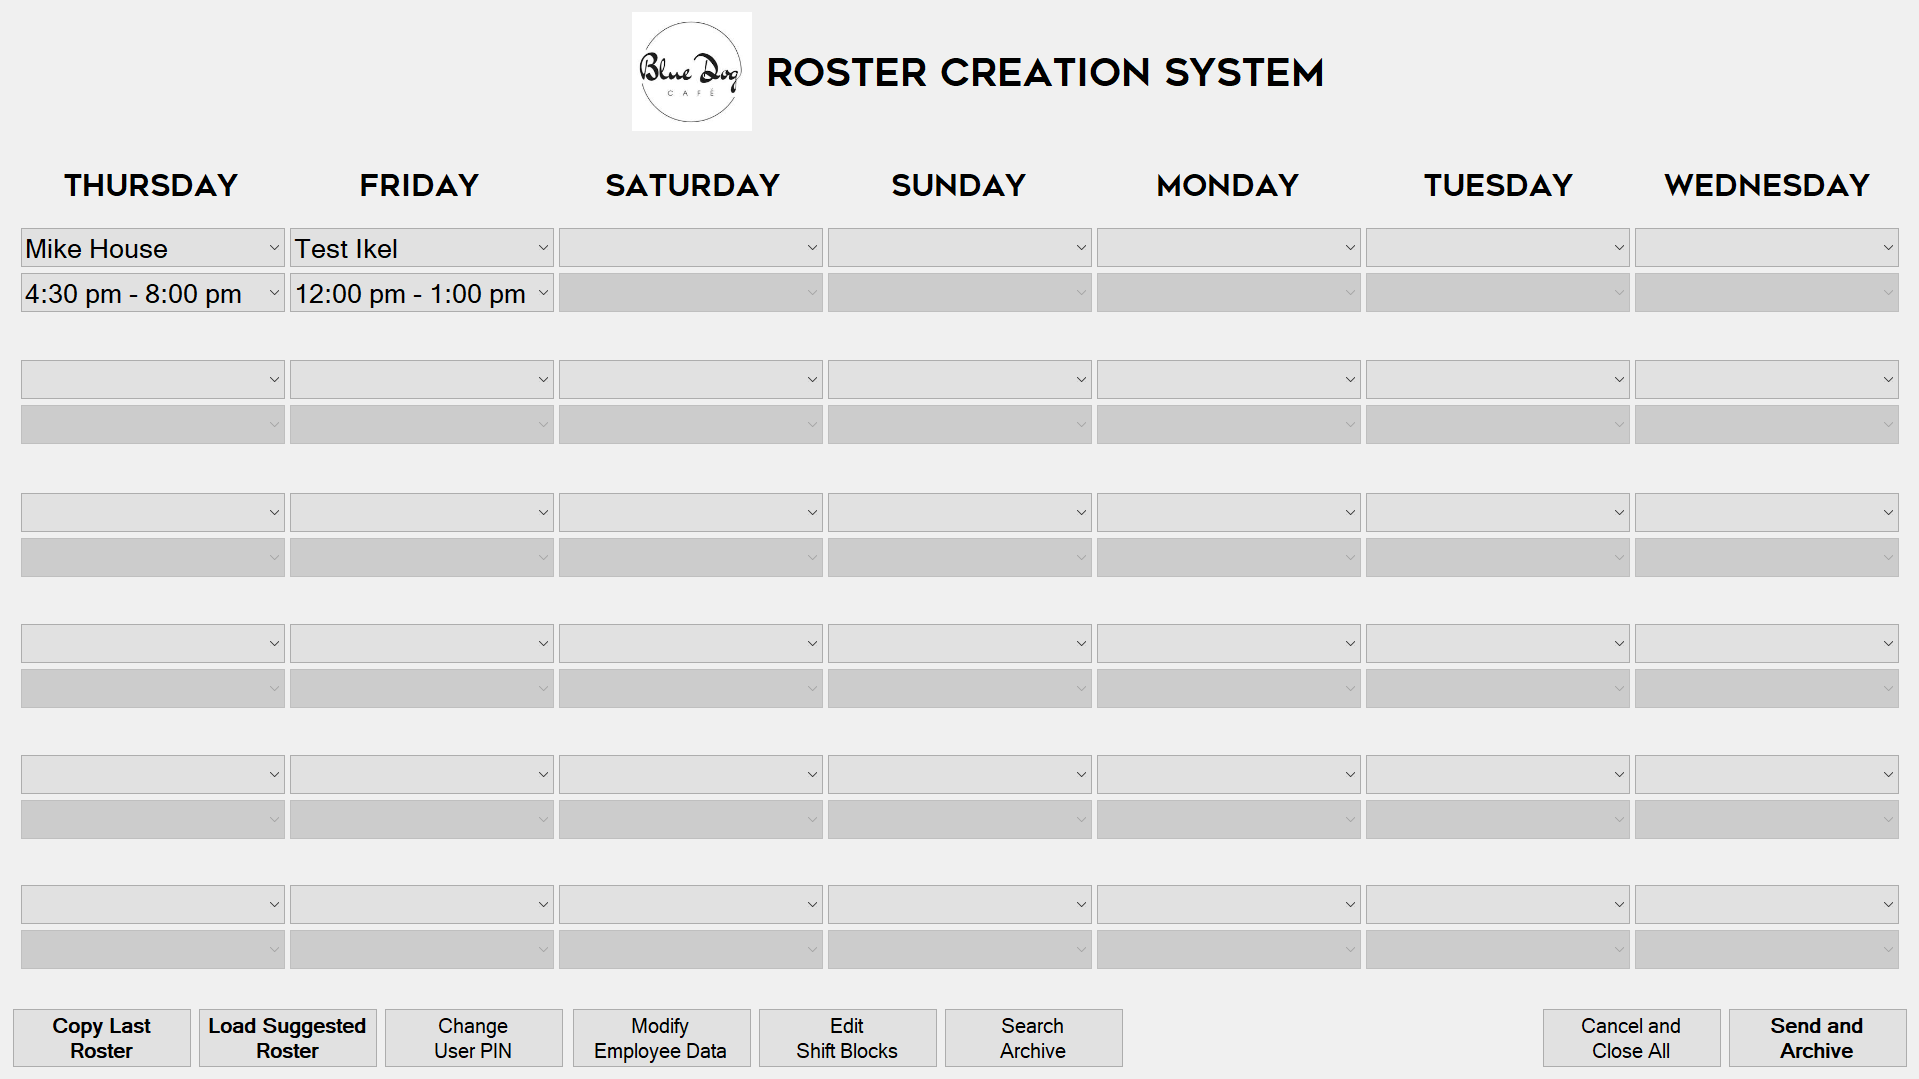 Blue Dog
CAFÉ
ROSTER CREATION SYSTEM
THURSDAY FRIDAY SATURDAY SUNDAY MONDAY TUESDAY WEDNESDAY
Mike House Test Ikel
4:30 pm - 8:00 pm 12:00 pm - 1:00 pm
Copy Last
Roster
Load Suggested
Roster
Change
User PIN
Modify
Employee Data
Edit
Shift Blocks
Search
Archive
Cancel and
Close All
Send and
Archive